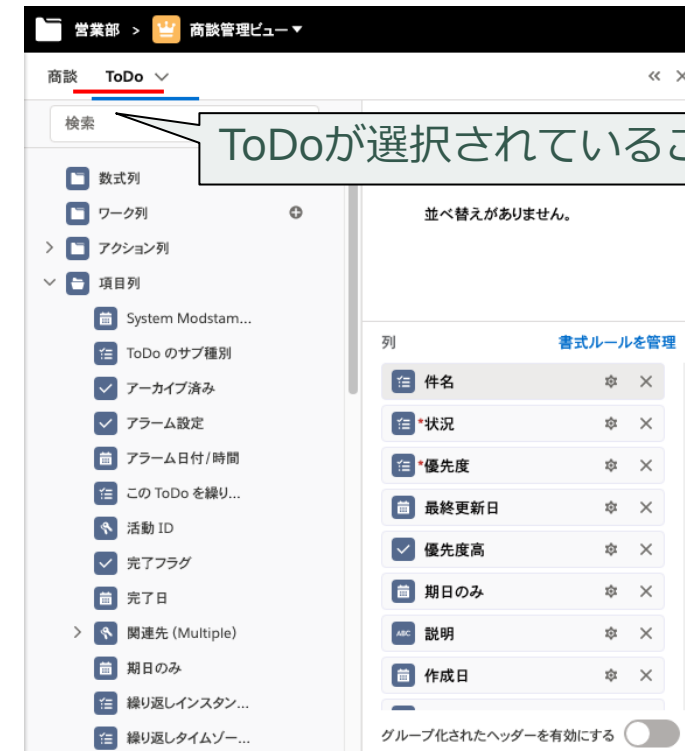 営業部 > 商談管理ビュー
商談 ToDo
検索
ToDoが選択されているこ
数式列
ワーク列
アクション列
項目列
System Modstam...
ToDo のサブ種別
アーカイブ済み
アラーム設定
アラーム日付/時間
この ToDo を繰り...
活動 ID
完了フラグ
完了日
関連先 (Multiple)
期日のみ
繰り返しインスタン...
繰り返しタイムゾー...
並べ替えがありません。
列 書式ルールを管理
件名
*状況
*優先度
最終更新日
優先度高
期日のみ
ABC 説明
作成日
グループ化されたヘッダーを有効にする